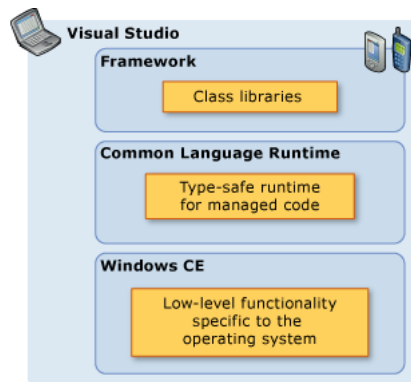 Visual Studio
Framework
Class libraries
Common Language Runtime
Type-safe runtime
for managed code
Windows CE
Low-level functionality
specific to the
operating system